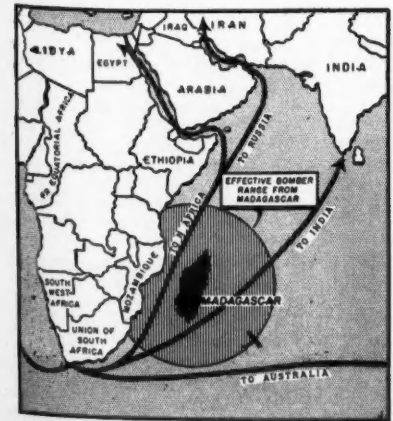 IRAQ
IRAN
LIBYA
EGYPT
ARABIA
INDIA
FR EQUATORIAL AFRICA
ETHIOPIA
TO RUSSIA
EFFECTIVE BOMBER
RANGE FROM
MADAGASCAR
TO N AFRICA
TO INDIA
MOZAMBIQUE
SOUTH
WEST
AFRICA
MADAGASCAR
UNION OF
SOUTH
AFRICA
TO AUSTRALIA